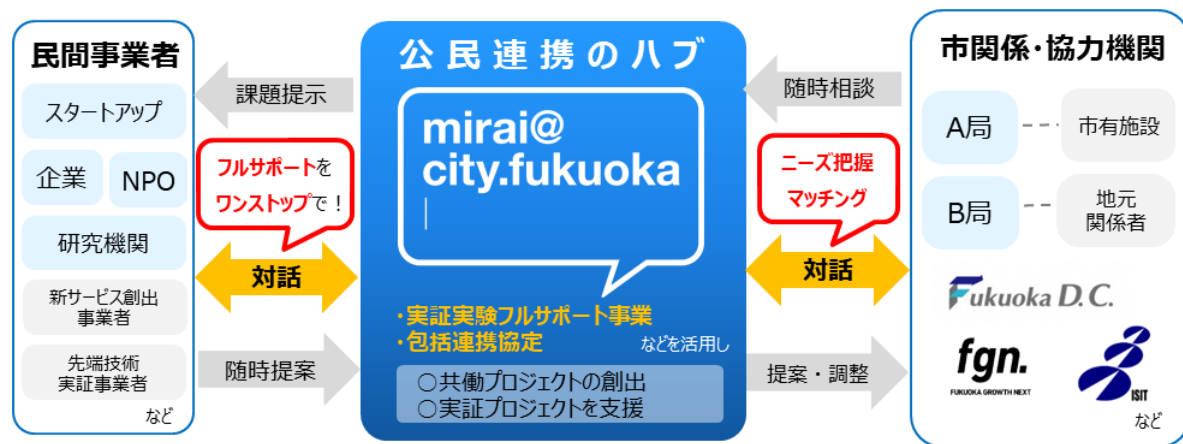 民間事業者
スタートアップ
企業
NPO
研究機関
新サービス創出
事業者
先端技術
実証事業者
など
課題提示
フルサポートを
ワンストップで！
対話
随時提案
公民連携のハブ
mirai@
city.fukuoka
・実証実験フルサポート事業
・包括連携協定
などを活用し
○共働プロジェクトの創出
○実証プロジェクトを支援
随時相談
ニーズ把握
マッチング
対話
提案・調整
市関係・協力機関
A局
市有施設
B局
地元
関係者
Fukuoka D.C.
fgn.
FUKUOKA GROWTH NEXT
ISIT
など